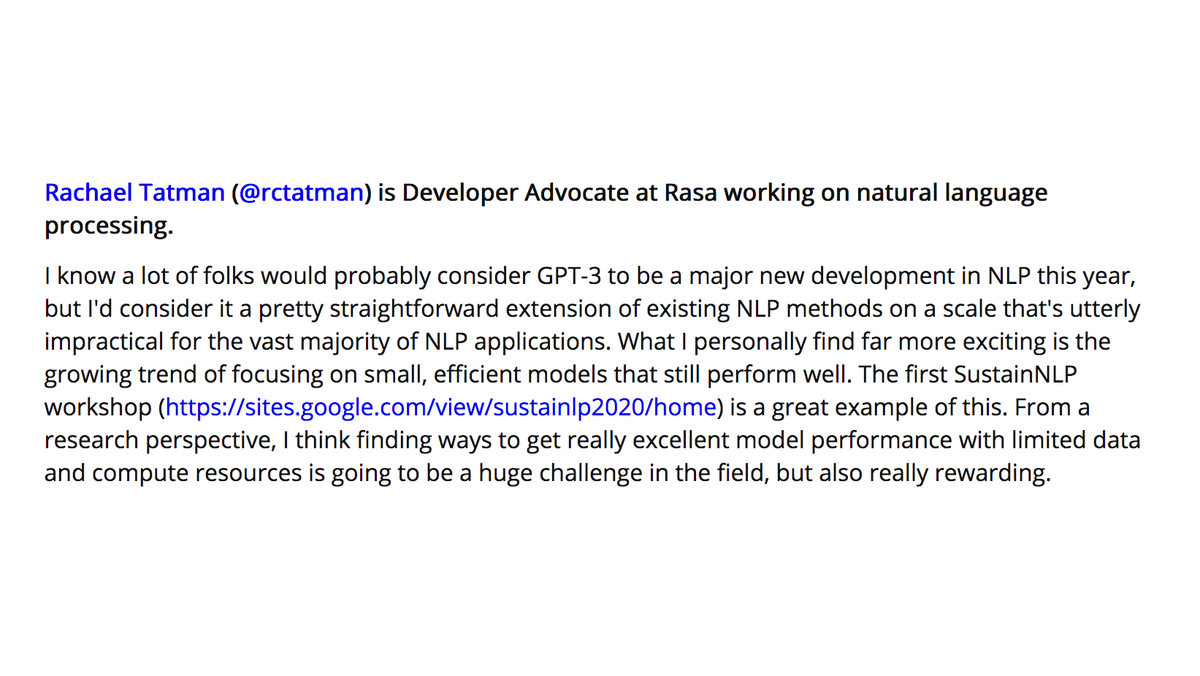 Rachael Tatman (@rctatman) is Developer Advocate at Rasa working on natural language
processing.
I know a lot of folks would probably consider GPT-3 to be a major new development in NLP this year,
but I'd consider it a pretty straightforward extension of existing NLP methods on a scale that's utterly
impractical for the vast majority of NLP applications. What I personally find far more exciting is the
growing trend of focusing on small, efficient models that still perform well. The first SustainNLP
workshop (https://sites.google.com/view/sustainlp2020/home) is a great example of this. From a
research perspective, I think finding ways to get really excellent model performance with limited data
and compute resources is going to be a huge challenge in the field, but also really rewarding.